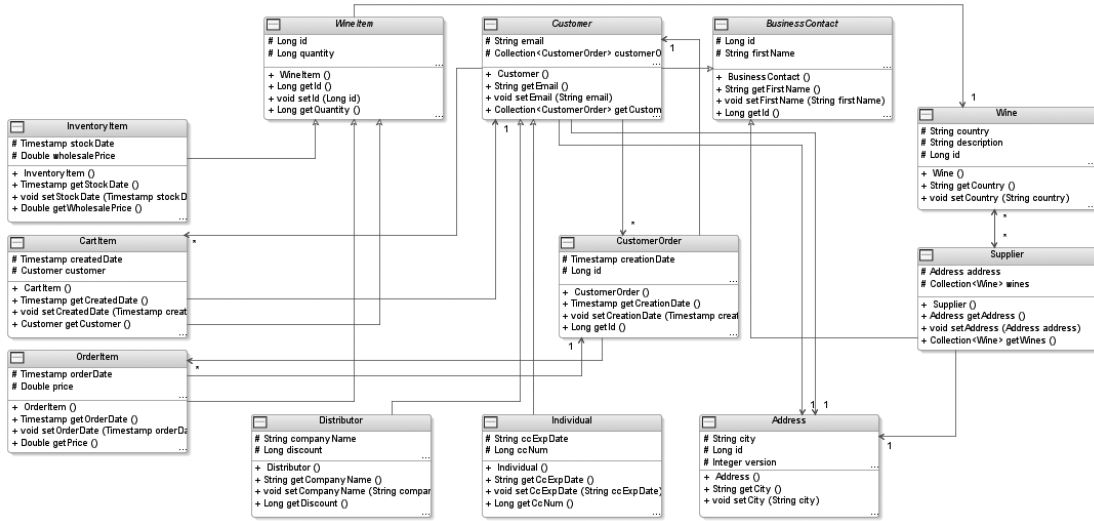 WineItem
# Long id
# Long quantity
...
+ WineItem ()
+ Long getId ()
+ void setId (Long id)
+ Long getQuantity ()
...
Customer
# String email
# Collection<CustomerOrder> customerO
...
+ Customer ()
+ String getEmail ()
+ void setEmail (String email)
+ Collection<CustomerOrder> getCustom
...
1
1
BusinessContact
# Long id
# String firstName
...
+ BusinessContact ()
+ String getFirstName ()
+ void setFirstName (String firstName)
+ Long getId ()
...
1
Wine
# String country
# String description
# Long id
...
+ Wine ()
+ String getCountry ()
+ void setCountry (String country)
...
*
*
InventoryItem
# Timestamp stockDate
# Double wholesalePrice
...
+ InventoryItem ()
+ Timestamp getStockDate ()
+ void setStockDate (Timestamp stockD
+ Double getWholesalePrice ()
...
CartItem
# Timestamp createdDate
# Customer customer
...
+ CartItem ()
+ Timestamp getCreatedDate ()
+ void setCreatedDate (Timestamp creat
+ Customer getCustomer ()
...
*
*
CustomerOrder
# Timestamp creationDate
# Long id
...
+ CustomerOrder ()
+ Timestamp getCreationDate ()
+ void setCreationDate (Timestamp creat
+ Long getId ()
...
Supplier
# Address address
# Collection<Wine> wines
...
+ Supplier ()
+ Address getAddress ()
+ void setAddress (Address address)
+ Collection<Wine> getWines ()
...
OrderItem
# Timestamp orderDate
# Double price
...
+ OrderItem ()
+ Timestamp getOrderDate ()
+ void setOrderDate (Timestamp orderDa
+ Double getPrice ()
...
*
1
Distributor
# String companyName
# Long discount
...
+ Distributor ()
+ String getCompanyName ()
+ void setCompanyName (String compan
+ Long getDiscount ()
...
Individual
# String ccExpDate
# Long ccNum
...
+ Individual ()
+ String getCcExpDate ()
+ void setCcExpDate (String ccExpDate)
+ Long getCcNum ()
...
1
1
1
Address
# String city
# Long id
# Integer version
...
+ Address ()
+ String getCity ()
+ void setCity (String city)
...